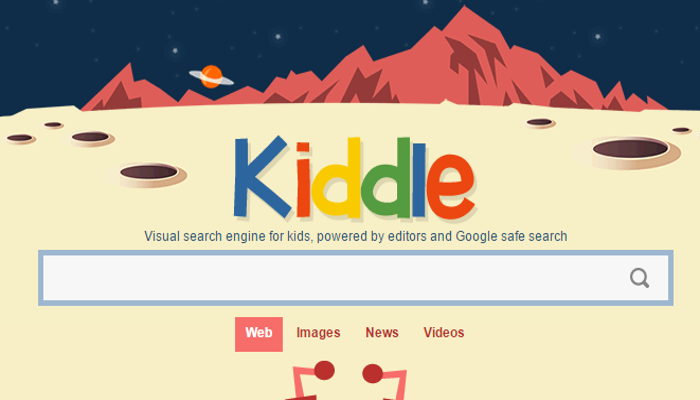 Kiddle
Visual search engine for kids, powered by editors and Google safe search
Web Images News Videos